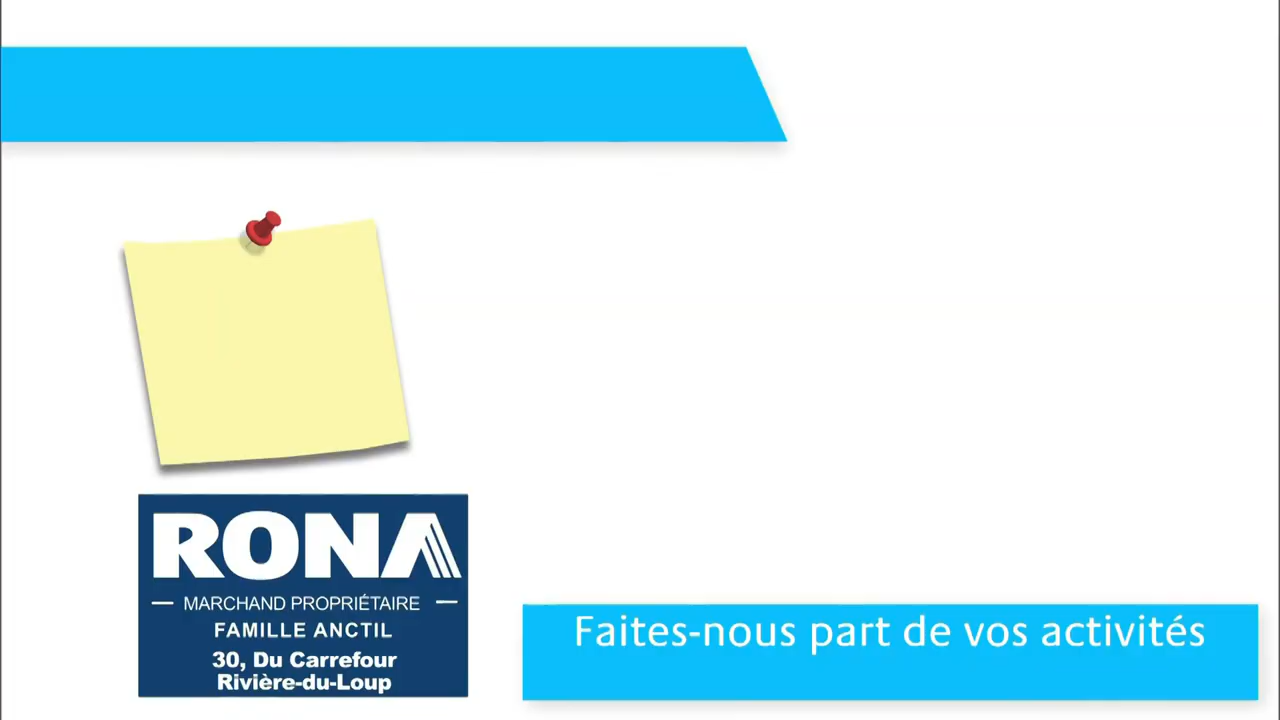 RONA
MARCHAND PROPRIÉTAIRE
FAMILLE ANCTIL
30, Du Carrefour
Rivière-du-Loup
Faites-nous part de vos activités